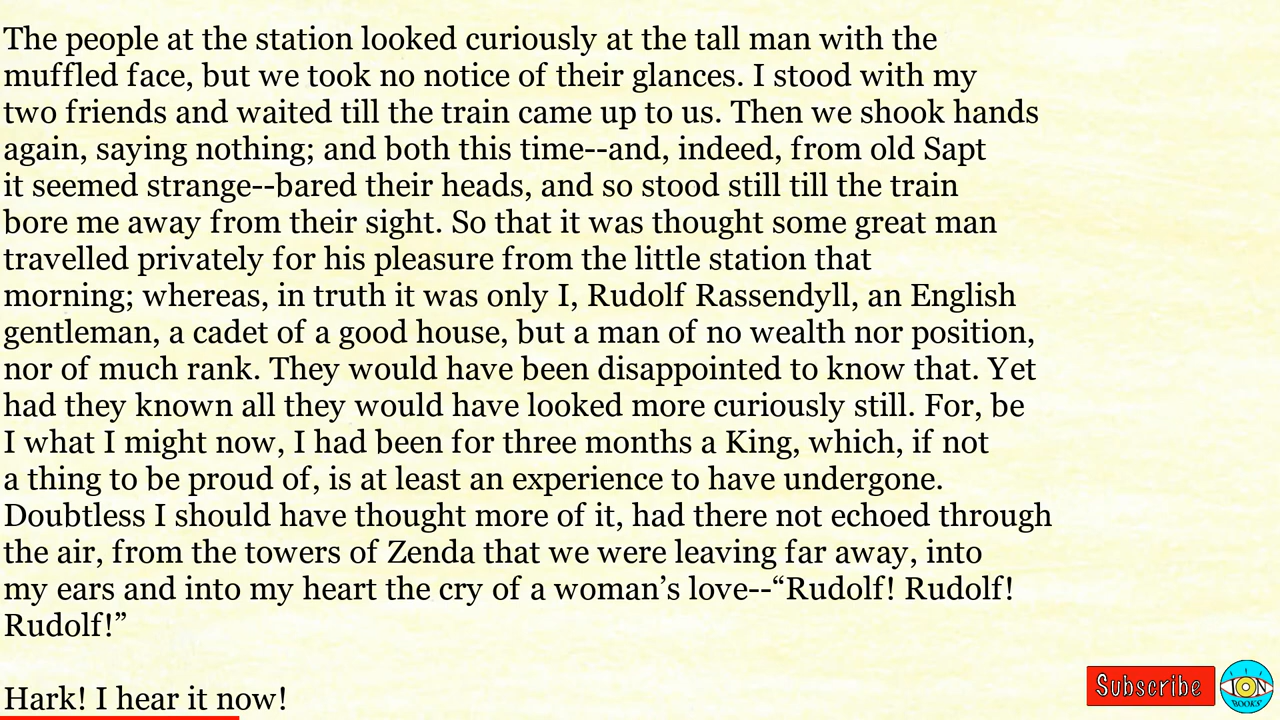 The people at the station looked curiously at the tall man with the
muffled face, but we took no notice of their glances. I stood with my
two friends and waited till the train came up to us. Then we shook hands
again, saying nothing; and both this time--and, indeed, from old Sapt
it seemed strange--bared their heads, and so stood still till the train
bore me away from their sight. So that it was thought some great man
travelled privately for his pleasure from the little station that
morning; whereas, in truth it was only I, Rudolf Rassendyll, an English
gentleman, a cadet of a good house, but a man of no wealth nor position,
nor of much rank. They would have been disappointed to know that. Yet
had they known all they would have looked more curiously still. For, be
I what I might now, I had been for three months a King, which, if not
a thing to be proud of, is at least an experience to have undergone.
Doubtless I should have thought more of it, had there not echoed through
the air, from the towers of Zenda that we were leaving far away, into
my ears and into my heart the cry of a woman’s love--“Rudolf! Rudolf!
Rudolf!”
Hark! I hear it now!
Subscribe
ION
BOOKS